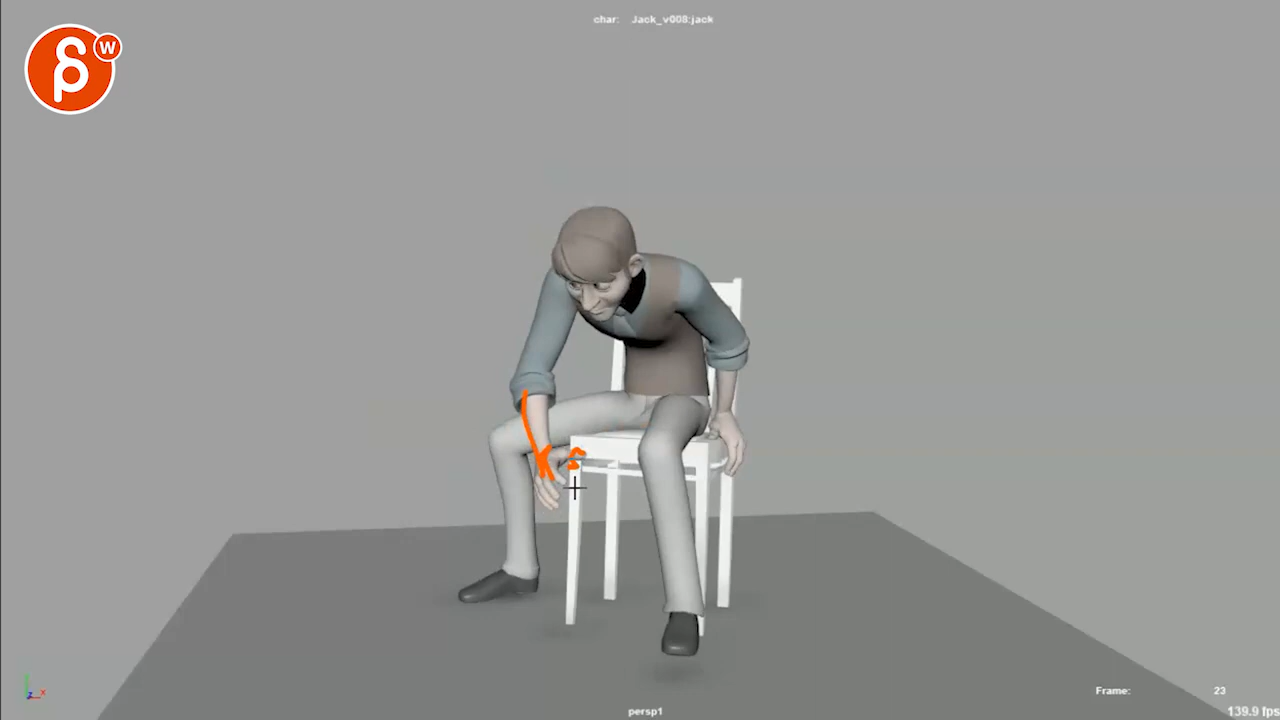 W
char: Jack_v008:jack
z x
Frame: 23
persp1
139.9 fps